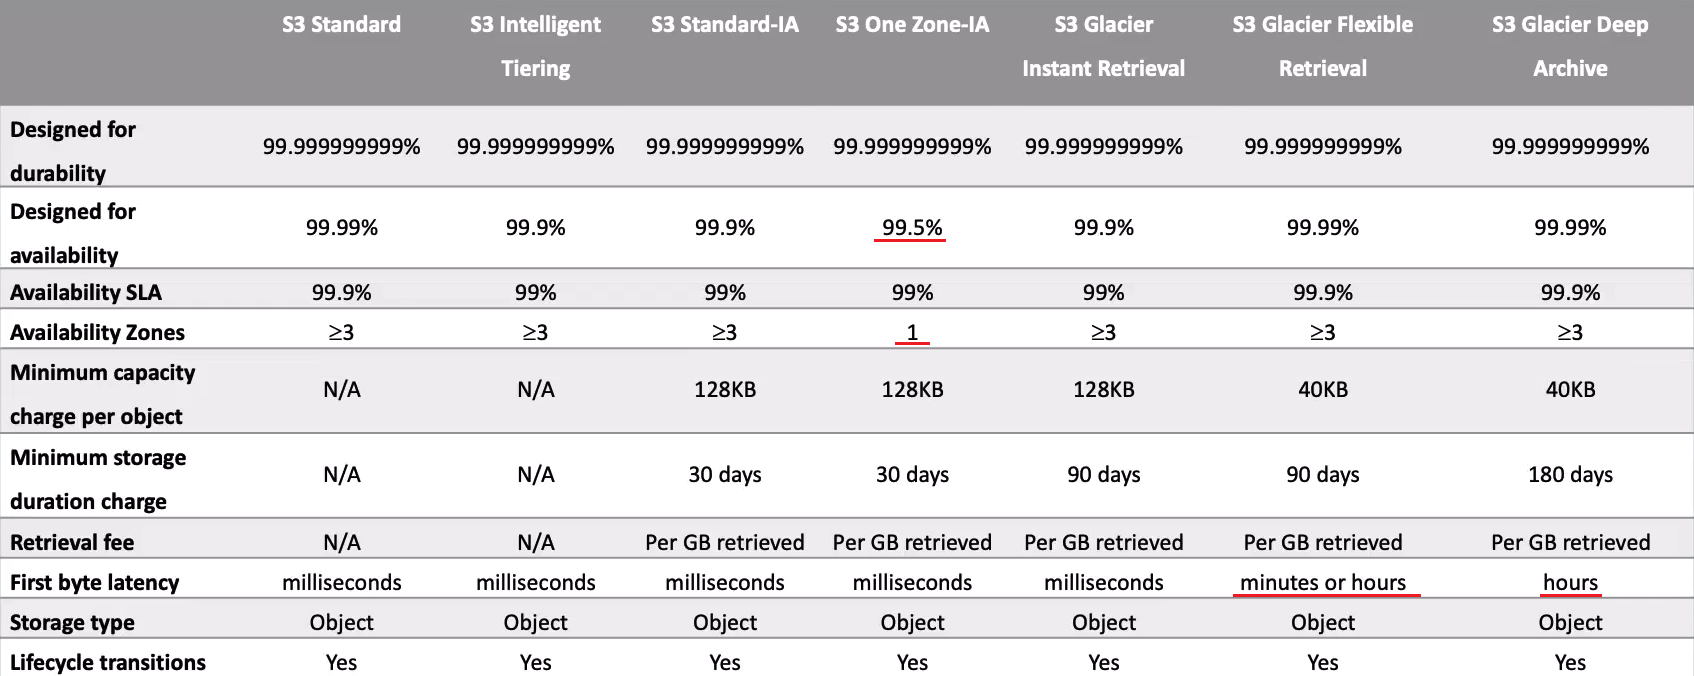 S3 Standard S3 Intelligent Tiering S3 Standard-IA S3 One Zone-IA S3 Glacier Instant Retrieval S3 Glacier Flexible Retrieval S3 Glacier Deep Archive
Designed for durability 99.999999999% 99.999999999% 99.999999999% 99.999999999% 99.999999999% 99.999999999% 99.999999999%
Designed for availability 99.99% 99.9% 99.9% 99.5% 99.9% 99.99% 99.99%
Availability SLA 99.9% 99% 99% 99% 99% 99.9% 99.9%
Availability Zones ≥3 ≥3 ≥3 1 ≥3 ≥3 ≥3
Minimum capacity charge per object N/A N/A 128KB 128KB 128KB 40KB 40KB
Minimum storage duration charge N/A N/A 30 days 30 days 90 days 90 days 180 days
Retrieval fee N/A N/A Per GB retrieved Per GB retrieved Per GB retrieved Per GB retrieved Per GB retrieved
First byte latency milliseconds milliseconds milliseconds milliseconds milliseconds minutes or hours hours
Storage type Object Object Object Object Object Object Object
Lifecycle transitions Yes Yes Yes Yes Yes Yes Yes